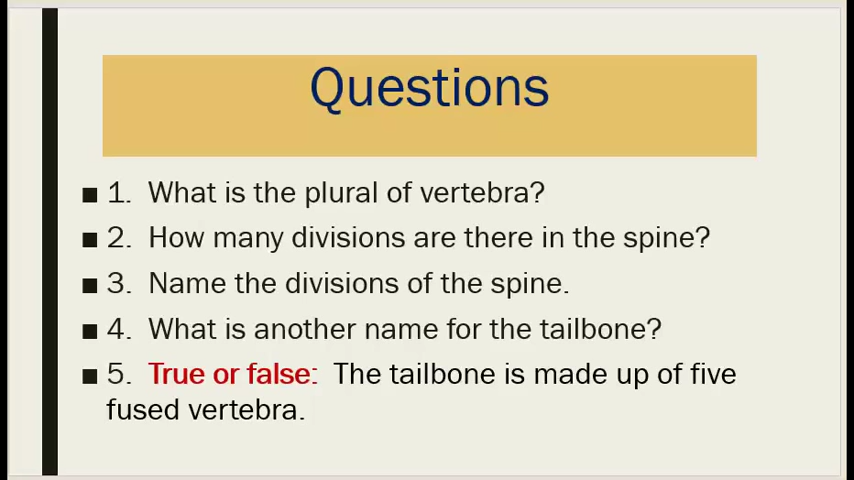 Questions
■ 1. What is the plural of vertebra?
■ 2. How many divisions are there in the spine?
■ 3. Name the divisions of the spine.
■ 4. What is another name for the tailbone?
■ 5. True or false: The tailbone is made up of five
fused vertebra.